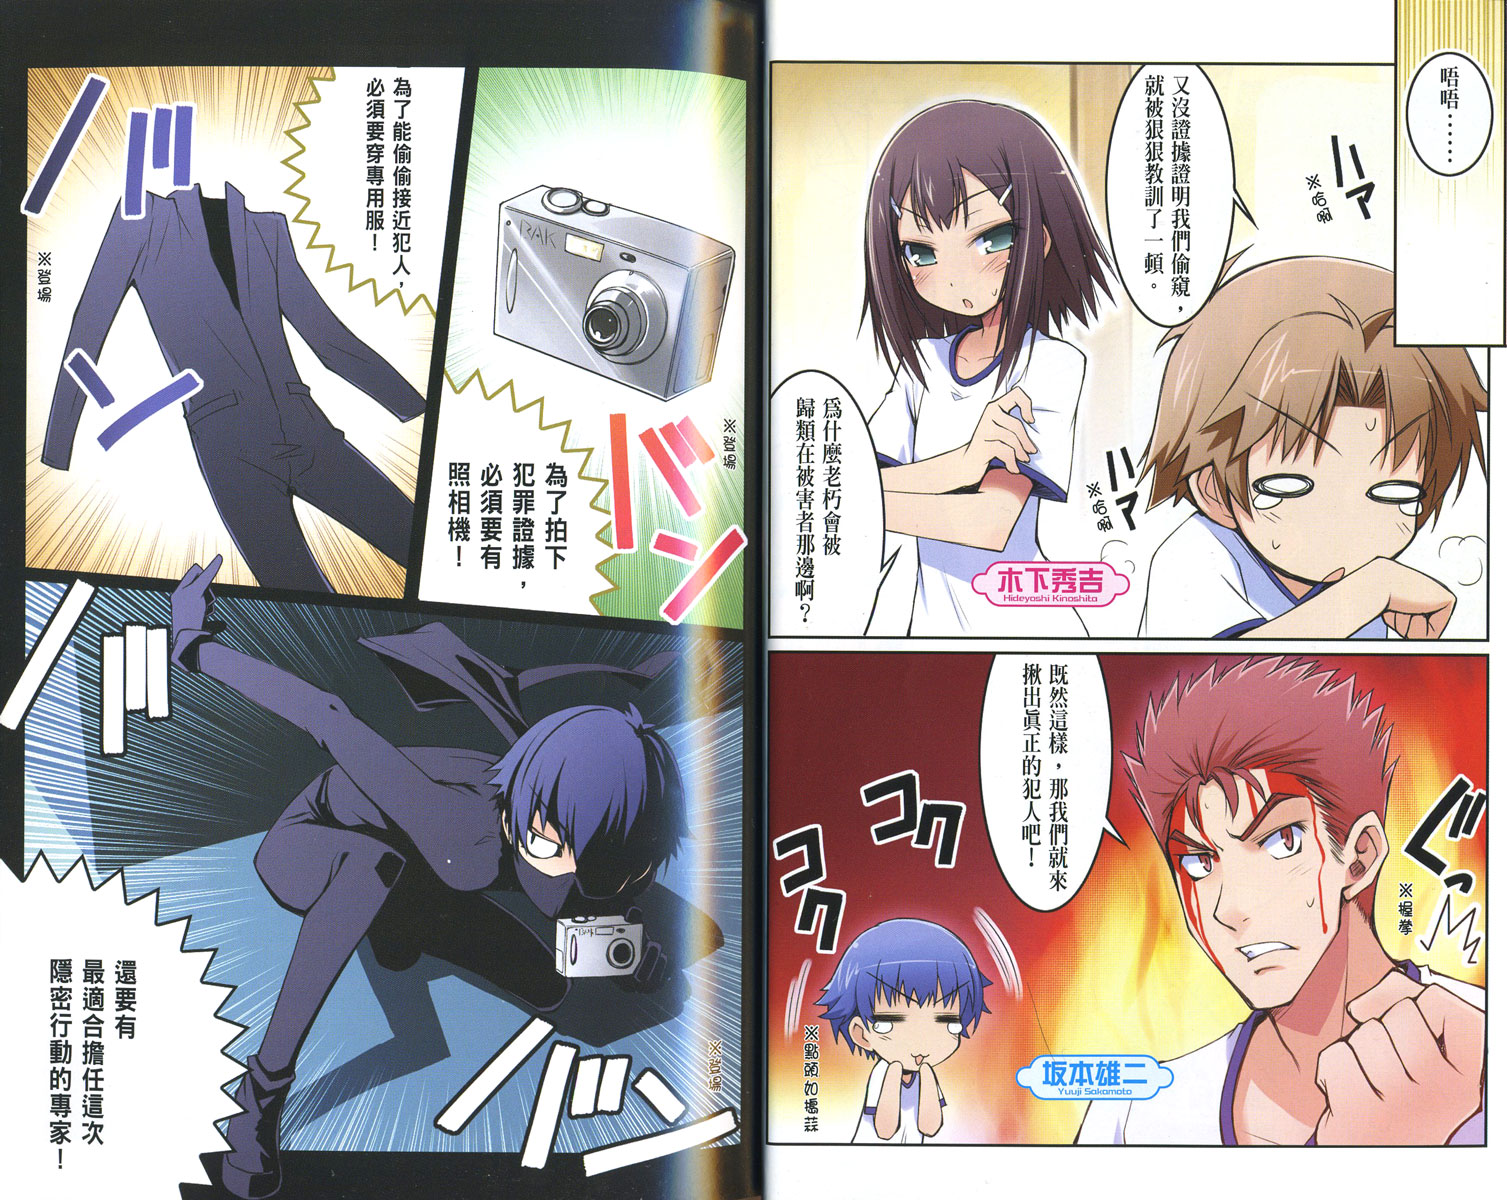 唔唔………
又沒證據證明我們偷窺，
就被狠狠教訓了一頓。
ハァ
※哈啊
ハァ
※哈啊
為什麼老朽會被
歸類在被害者那邊啊？
木下秀吉
Hideyoshi Kinoshita
既然這樣，那我們就來
揪出真正的犯人吧！
ぐっ
※握拳
コク
コク
※點頭如搗蒜
坂本雄二
Yuuji Sakamoto
RAK
バン
※登場
為了拍下
犯罪證據，
必須要有
照相機！
為了能偷偷接近犯人，
必須要穿專用服！
バン
※登場
バン
RAK
※登場
還要有
最適合擔任這次
隱密行動的專家！